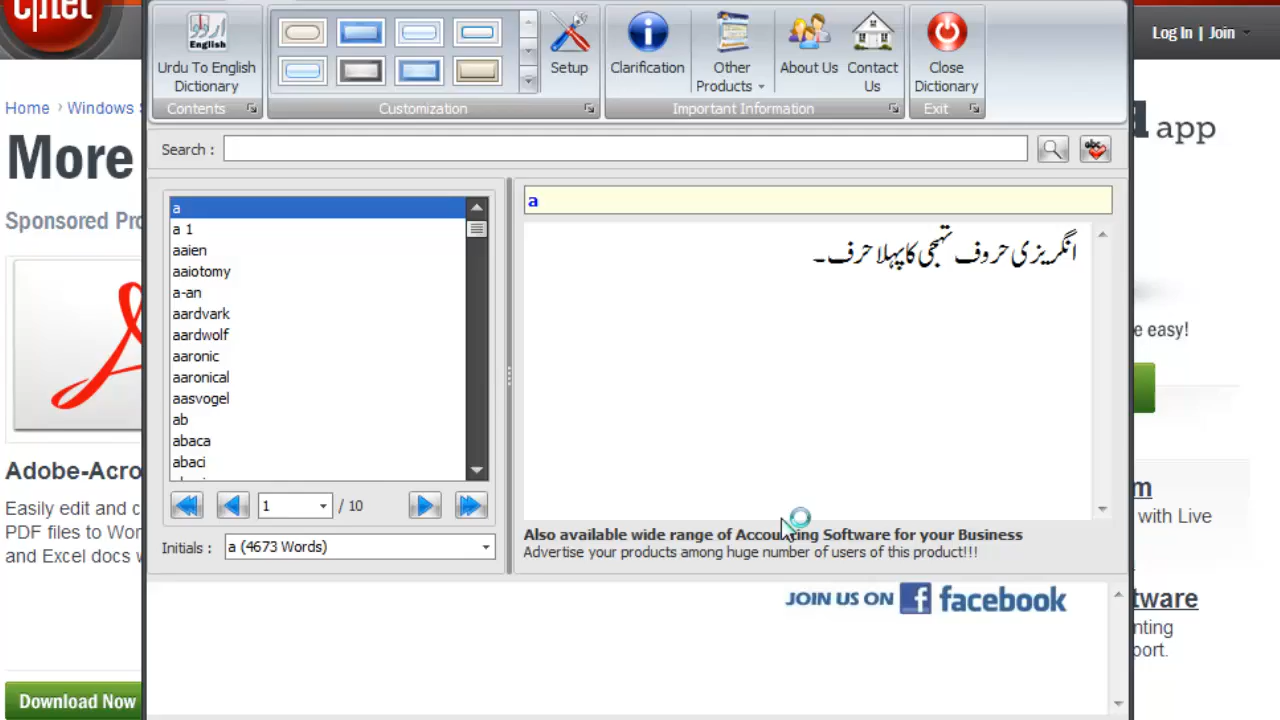 c|net
Log In | Join
Home › Windows S
More
Sponsored Pro
app
اردو
English
Urdu To English
Dictionary
Contents
Customization
Setup
Clarification
Other
Products
About Us
Contact
Us
Important Information
Close
Dictionary
Exit
Search :
abc
a
a 1
aaien
aaiotomy
a-an
aardvark
aardwolf
aaronic
aaronical
aasvogel
ab
abaca
abaci
1 / 10
Initials : a (4673 Words)
a
انگریزی حروف تہجی کا پہلا حرف۔
Also available wide range of Accounting Software for your Business
Advertise your products among huge number of users of this product!!!
JOIN US ON facebook
Adobe-Acro
Easily edit and c
PDF files to Wor
and Excel docs w
Download Now
e easy!
m
with Live
tware
nting
port.